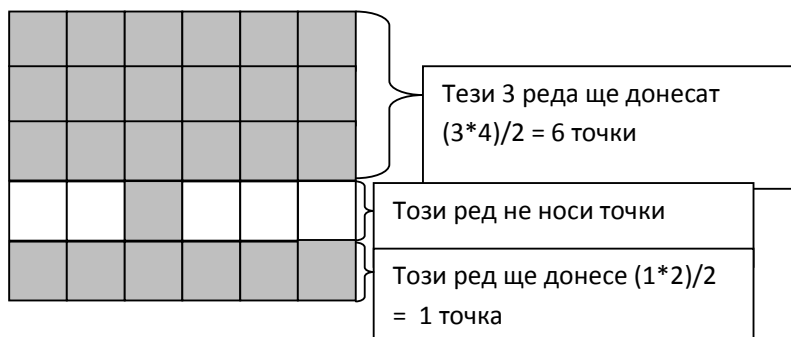 Тези 3 реда ще донесат
(3*4)/2 = 6 точки
Този ред не носи точки
Този ред ще донесе (1*2)/2
= 1 точка